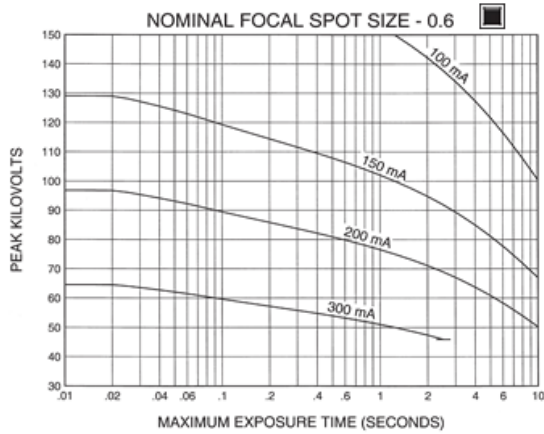 NOMINAL FOCAL SPOT SIZE - 0.6
150
140
130
120
110
100
90
80
70
60
50
40
30
PEAK KILOVOLTS
100 mA
150 mA
200 mA
300 mA
.01 .02 .04 .06 .1 .2 .4 .6 1 2 4 6 10
MAXIMUM EXPOSURE TIME (SECONDS)